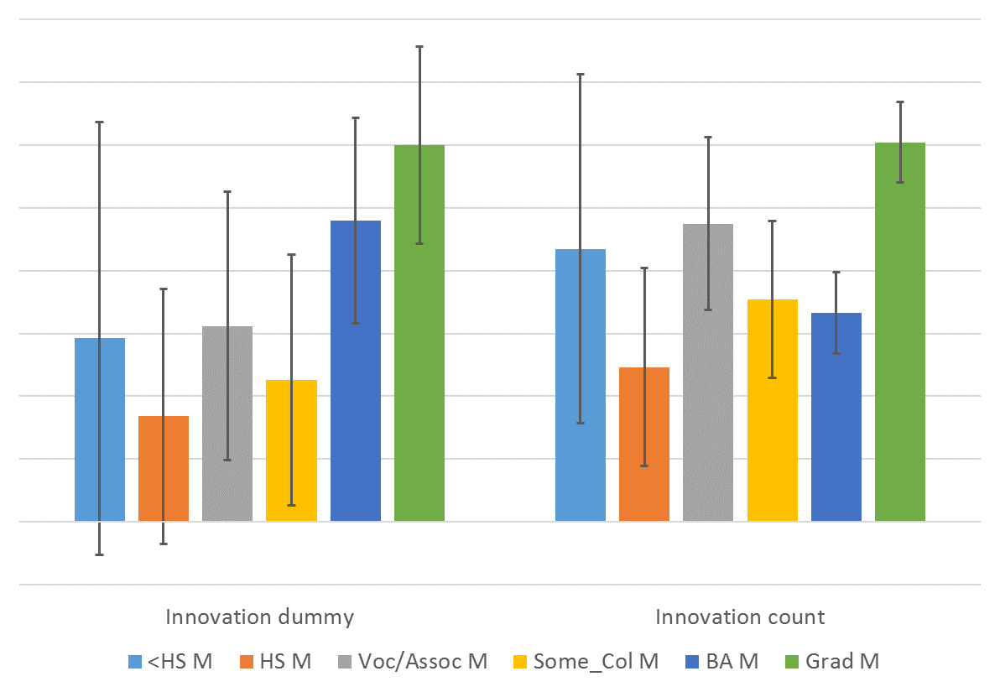 Innovation dummy Innovation count
<HS M HS M Voc/Assoc M Some_Col M BA M Grad M